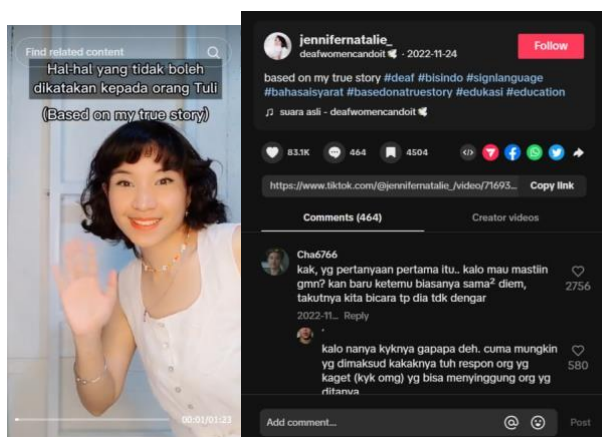 Find related content
Hal-hal yang tidak boleh
dikatakan kepada orang Tuli
(Based on my true story)
00:01/01:23
jennifernatalie_
deafwomencandoit · 2022-11-24
Follow
based on my true story #deaf #bisindo #signlanguage
#bahasaisyarat #basedonatruestory #edukasi #education
suara asli - deafwomencandoit
83.1K
464
4504
https://www.tiktok.com/@jennifernatalie_/video/71693...
Copy link
Comments (464)
Creator videos
Cha6766
kak, yg pertanyaan pertama itu.. kalo mau mastiin
gmn? kan baru ketemu biasanya sama² diem,
takutnya kita bicara tp dia tdk dengar
2756
2022-11... Reply
kalo nanya kyknya gapapa deh. cuma mungkin
yg dimaksud kakaknya tuh respon org yg
kaget (kyk omg) yg bisa menyinggung org yg
ditanya
580
Add comment...
Post